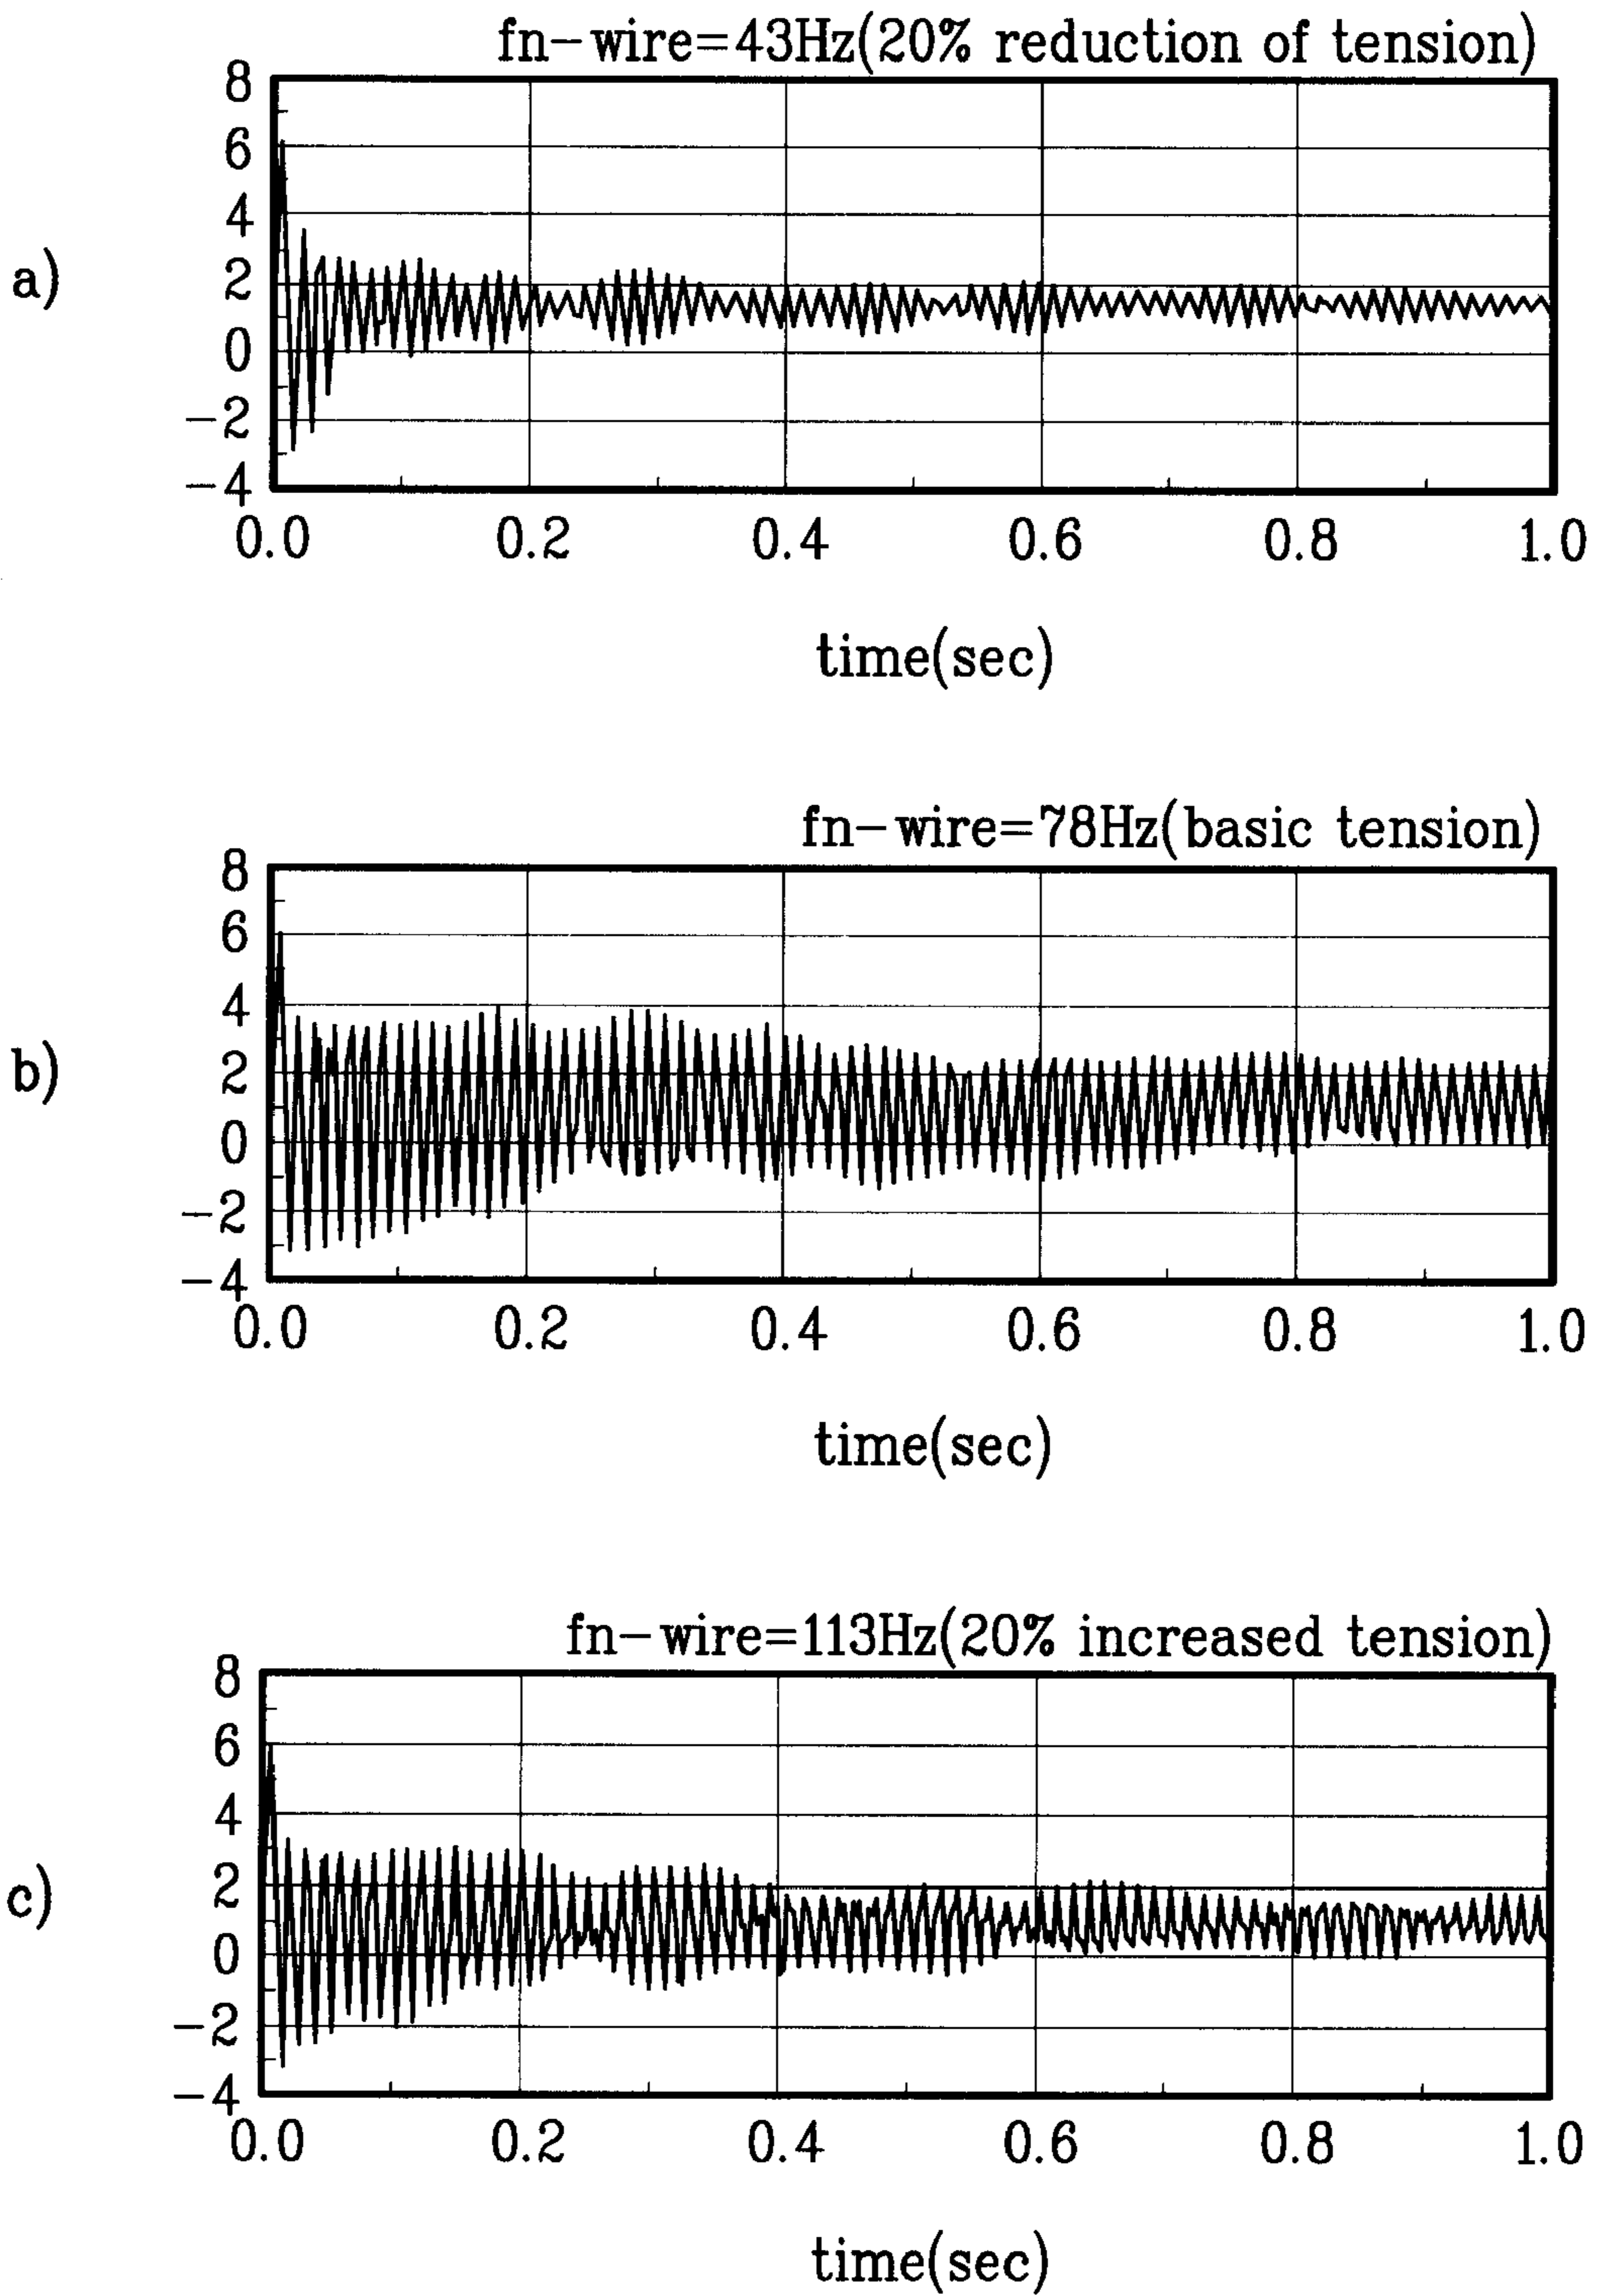 fn-wire=43Hz(20% reduction of tension)
8
6
4
a)
2
0
-2
-4
0.0 0.2 0.4 0.6 0.8 1.0
time(sec)
fn-wire=78Hz(basic tension)
8
6
4
b)
2
0
-2
-4
0.0 0.2 0.4 0.6 0.8 1.0
time(sec)
fn-wire=113Hz(20% increased tension)
8
6
4
c)
2
0
-2
-4
0.0 0.2 0.4 0.6 0.8 1.0
time(sec)